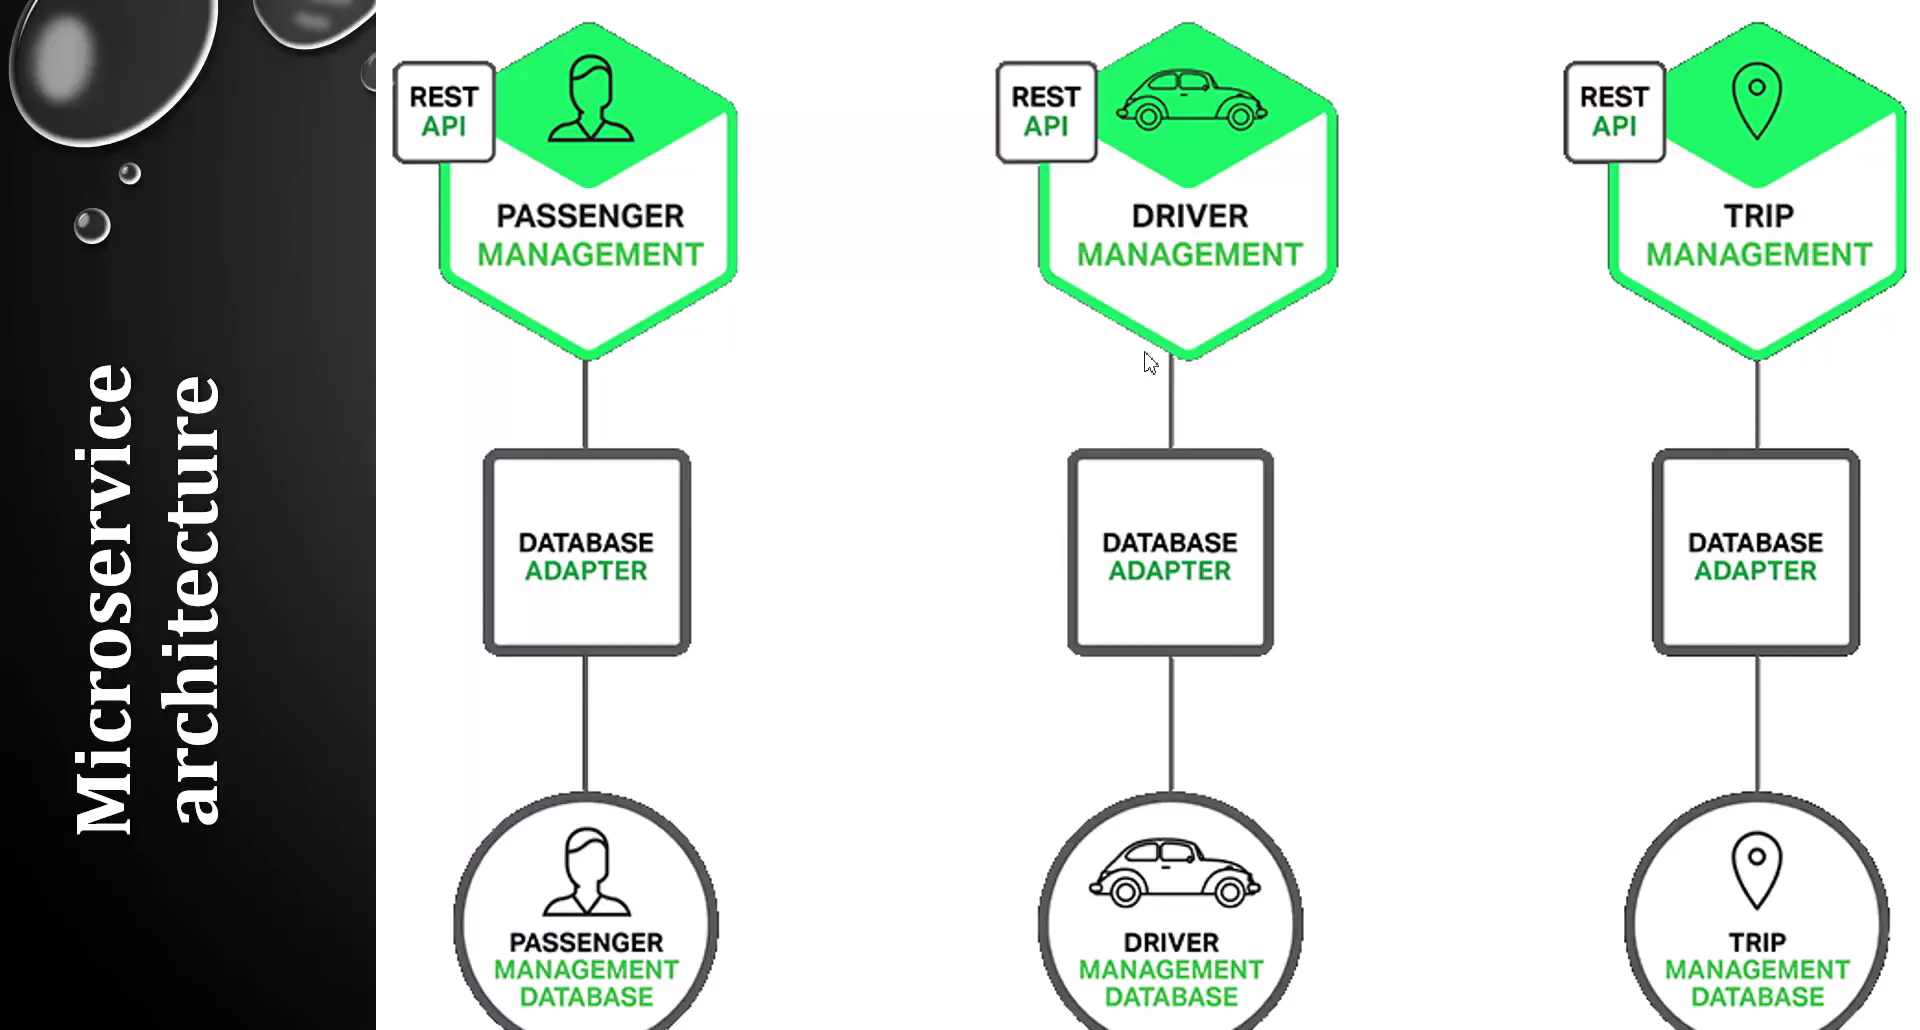 Microservice
architecture
REST
API
PASSENGER
MANAGEMENT
DATABASE
ADAPTER
PASSENGER
MANAGEMENT
DATABASE
REST
API
DRIVER
MANAGEMENT
DATABASE
ADAPTER
DRIVER
MANAGEMENT
DATABASE
REST
API
TRIP
MANAGEMENT
DATABASE
ADAPTER
TRIP
MANAGEMENT
DATABASE